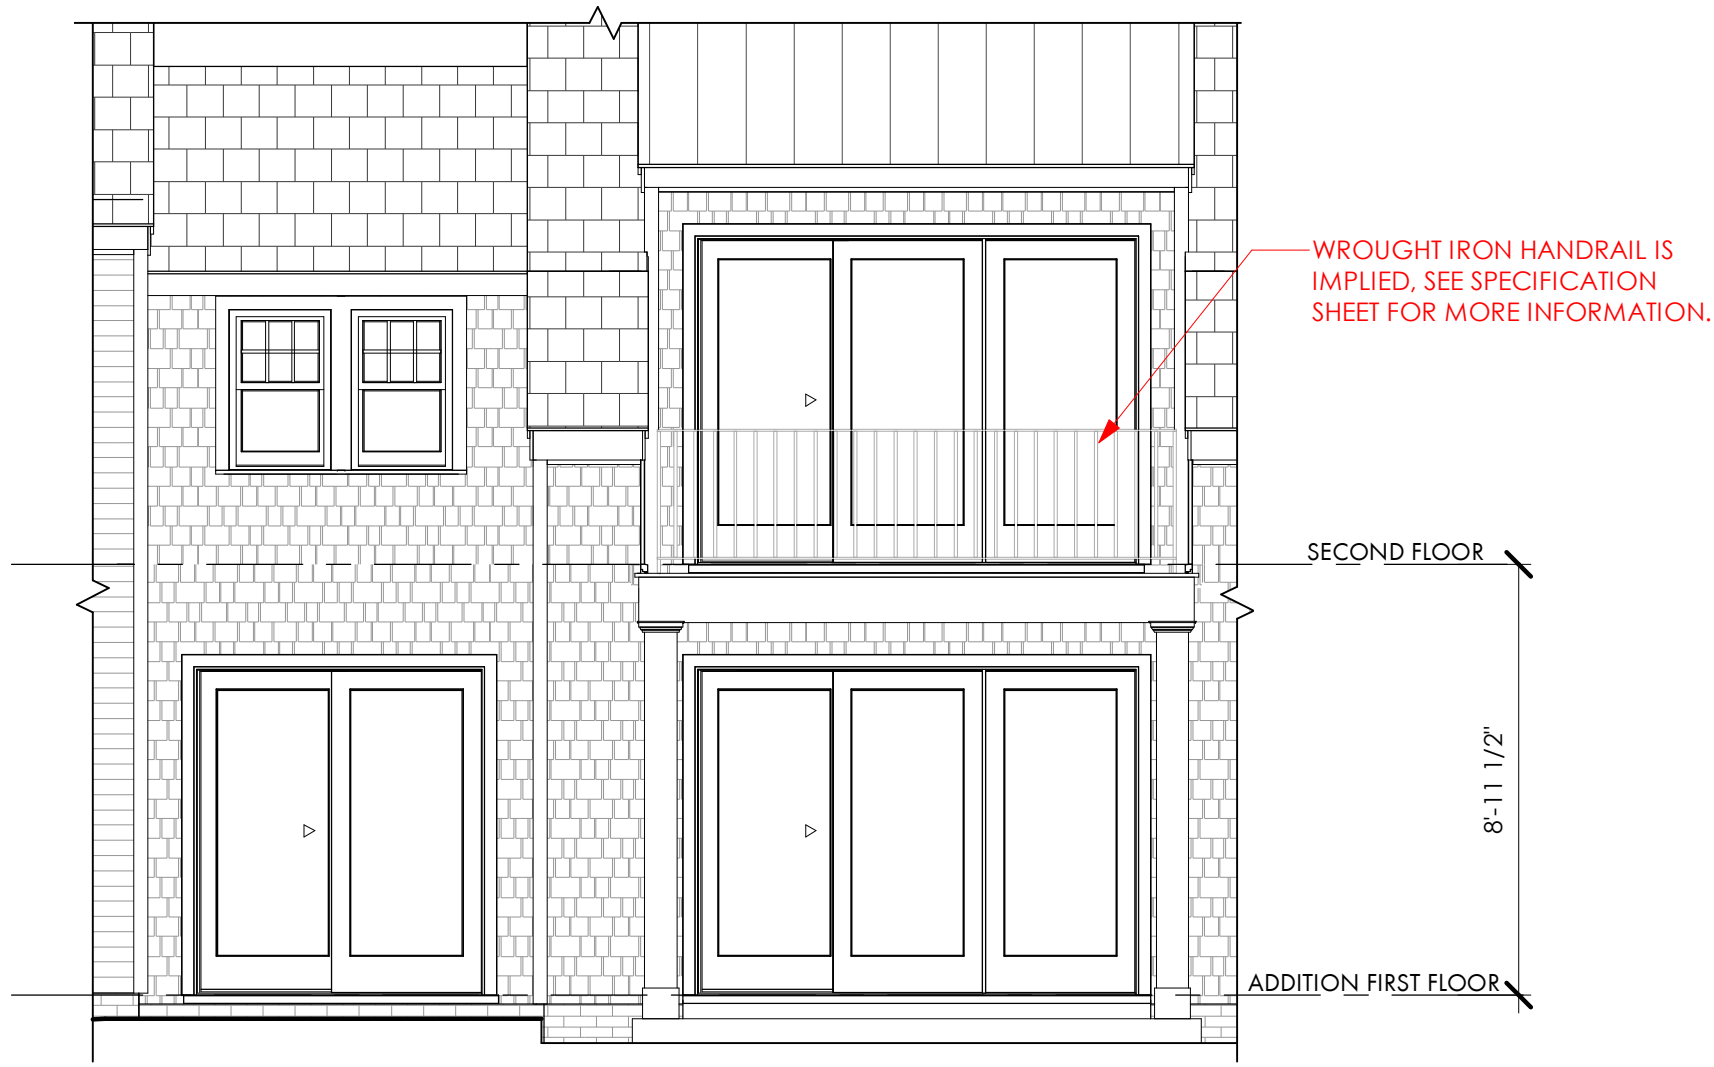 WROUGHT IRON HANDRAIL IS
IMPLIED, SEE SPECIFICATION
SHEET FOR MORE INFORMATION.
SECOND FLOOR
8'-11 1/2"
ADDITION FIRST FLOOR